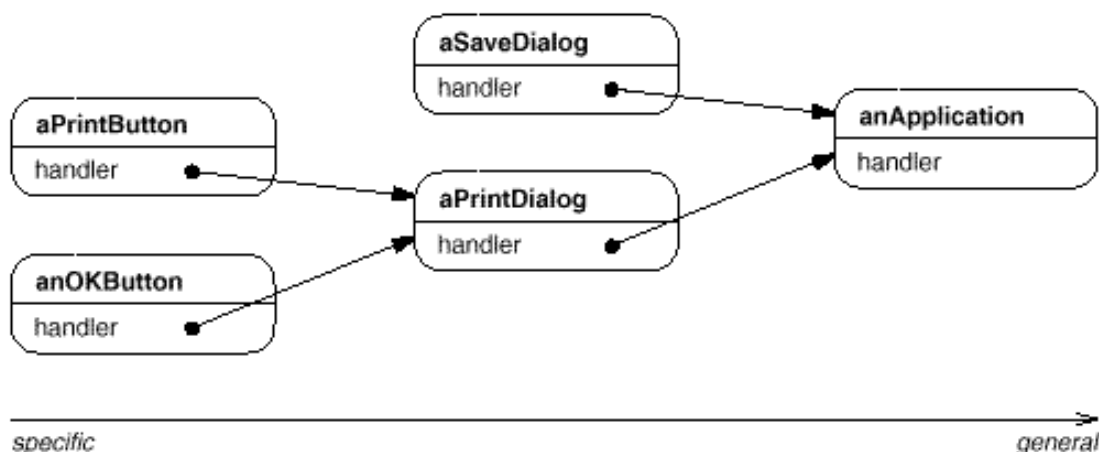 aSaveDialog
handler
aPrintButton
handler
anApplication
handler
aPrintDialog
handler
anOKButton
handler
specific
general